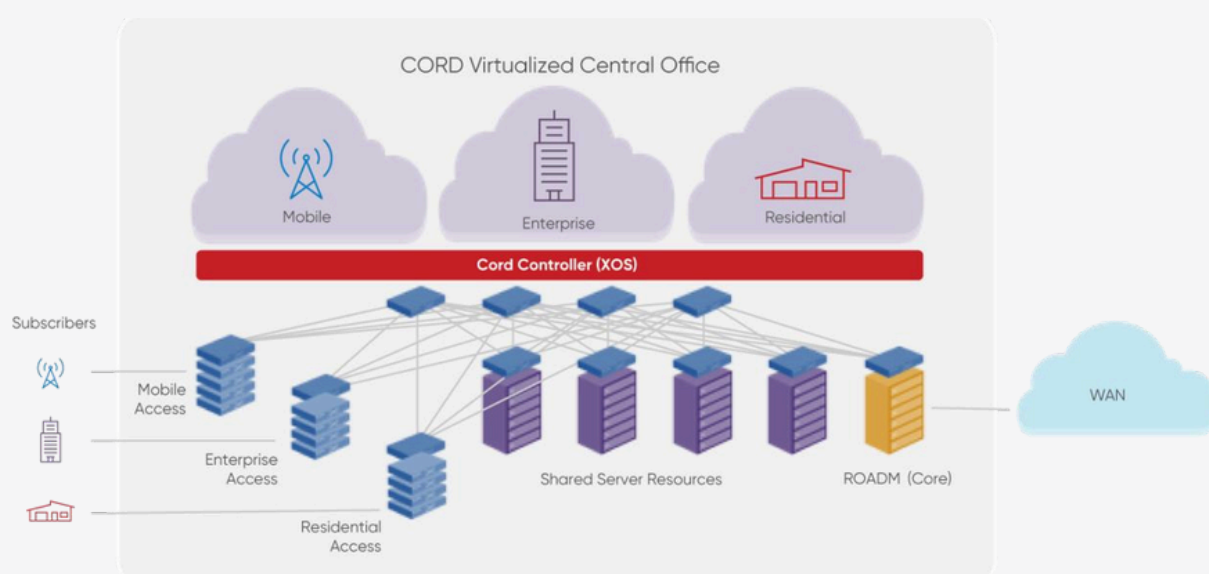 CORD Virtualized Central Office
Mobile
Enterprise
Residential
Cord Controller (XOS)
Subscribers
Mobile
Access
Enterprise
Access
Residential
Access
Shared Server Resources
ROADM (Core)
WAN